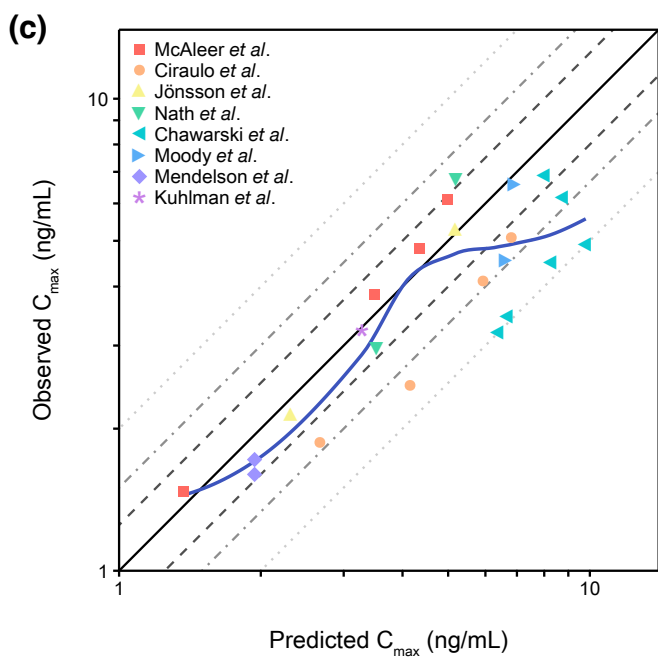 (c)
McAleer et al.
Ciraulo et al.
Jönsson et al.
Nath et al.
Chawarski et al.
Moody et al.
Mendelson et al.
Kuhlman et al.
10
1
Observed Cmax (ng/mL)
1
10
Predicted Cmax (ng/mL)